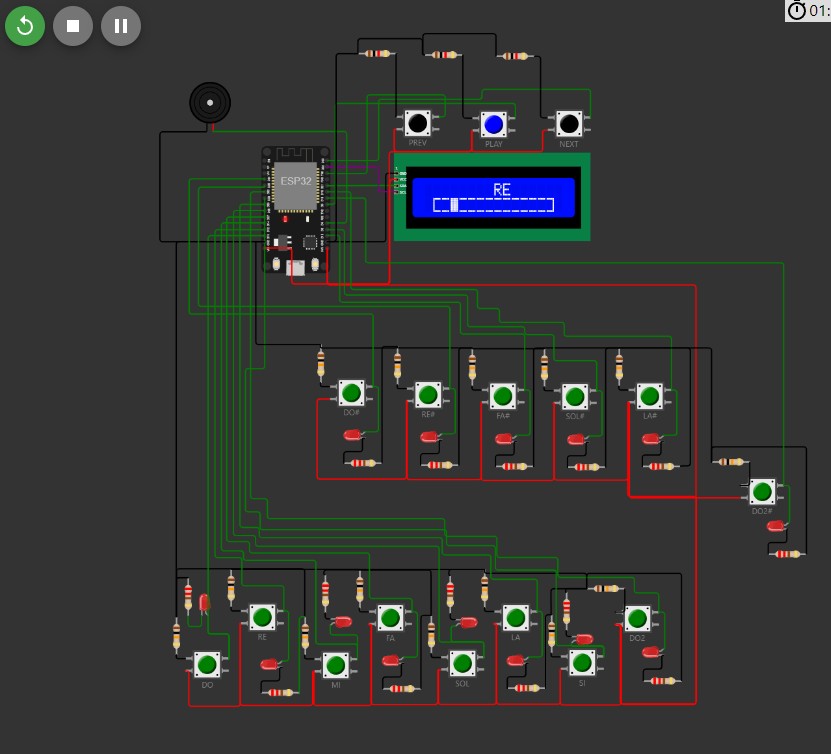 01:
PREV
PLAY
NEXT
ESP32
RE
DO#
RE#
FA#
SOL#
LA#
DO2#
RE
FA
LA
DO2
DO
MI
SOL
SI